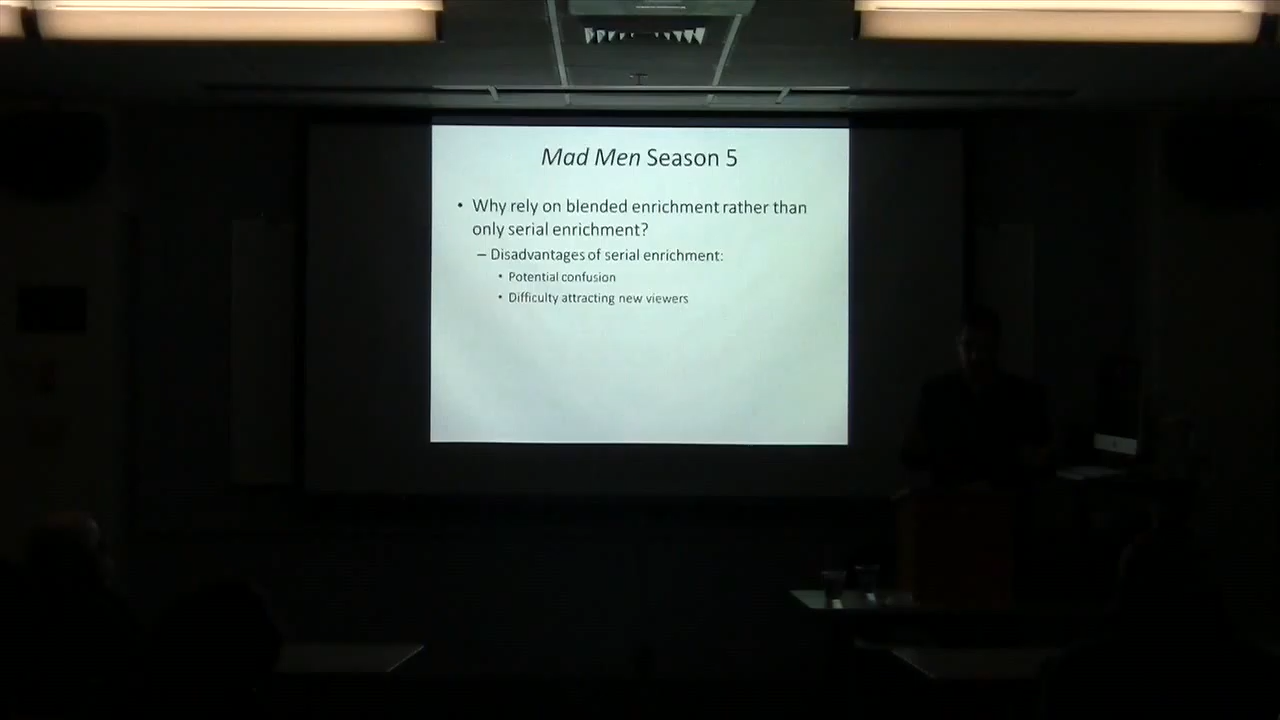 Mad Men Season 5
• Why rely on blended enrichment rather than
only serial enrichment?
– Disadvantages of serial enrichment:
• Potential confusion
• Difficulty attracting new viewers